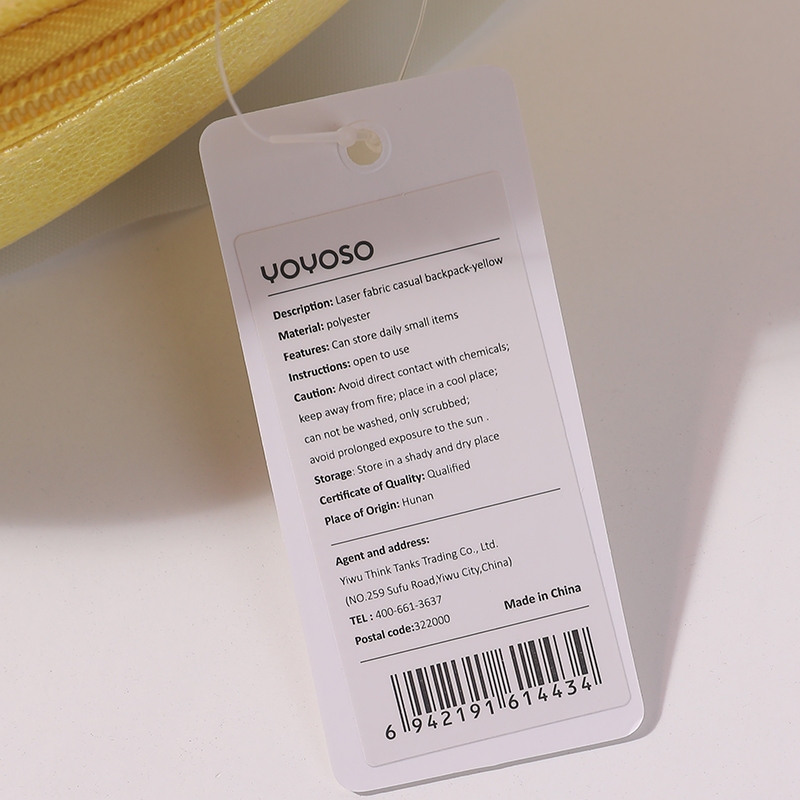 YOYOSO
Description: Laser fabric casual backpack-yellow
Material: polyester
Features: Can store daily small items
Instructions: open to use
Caution: Avoid direct contact with chemicals;
keep away from fire; place in a cool place;
can not be washed, only scrubbed;
avoid prolonged exposure to the sun .
Storage: Store in a shady and dry place
Certificate of Quality: Qualified
Place of Origin: Hunan
Agent and address:
Yiwu Think Tanks Trading Co., Ltd.
(NO.259 Sufu Road,Yiwu City,China)
TEL : 400-661-3637
Postal code:322000
Made in China
6 942191 614434